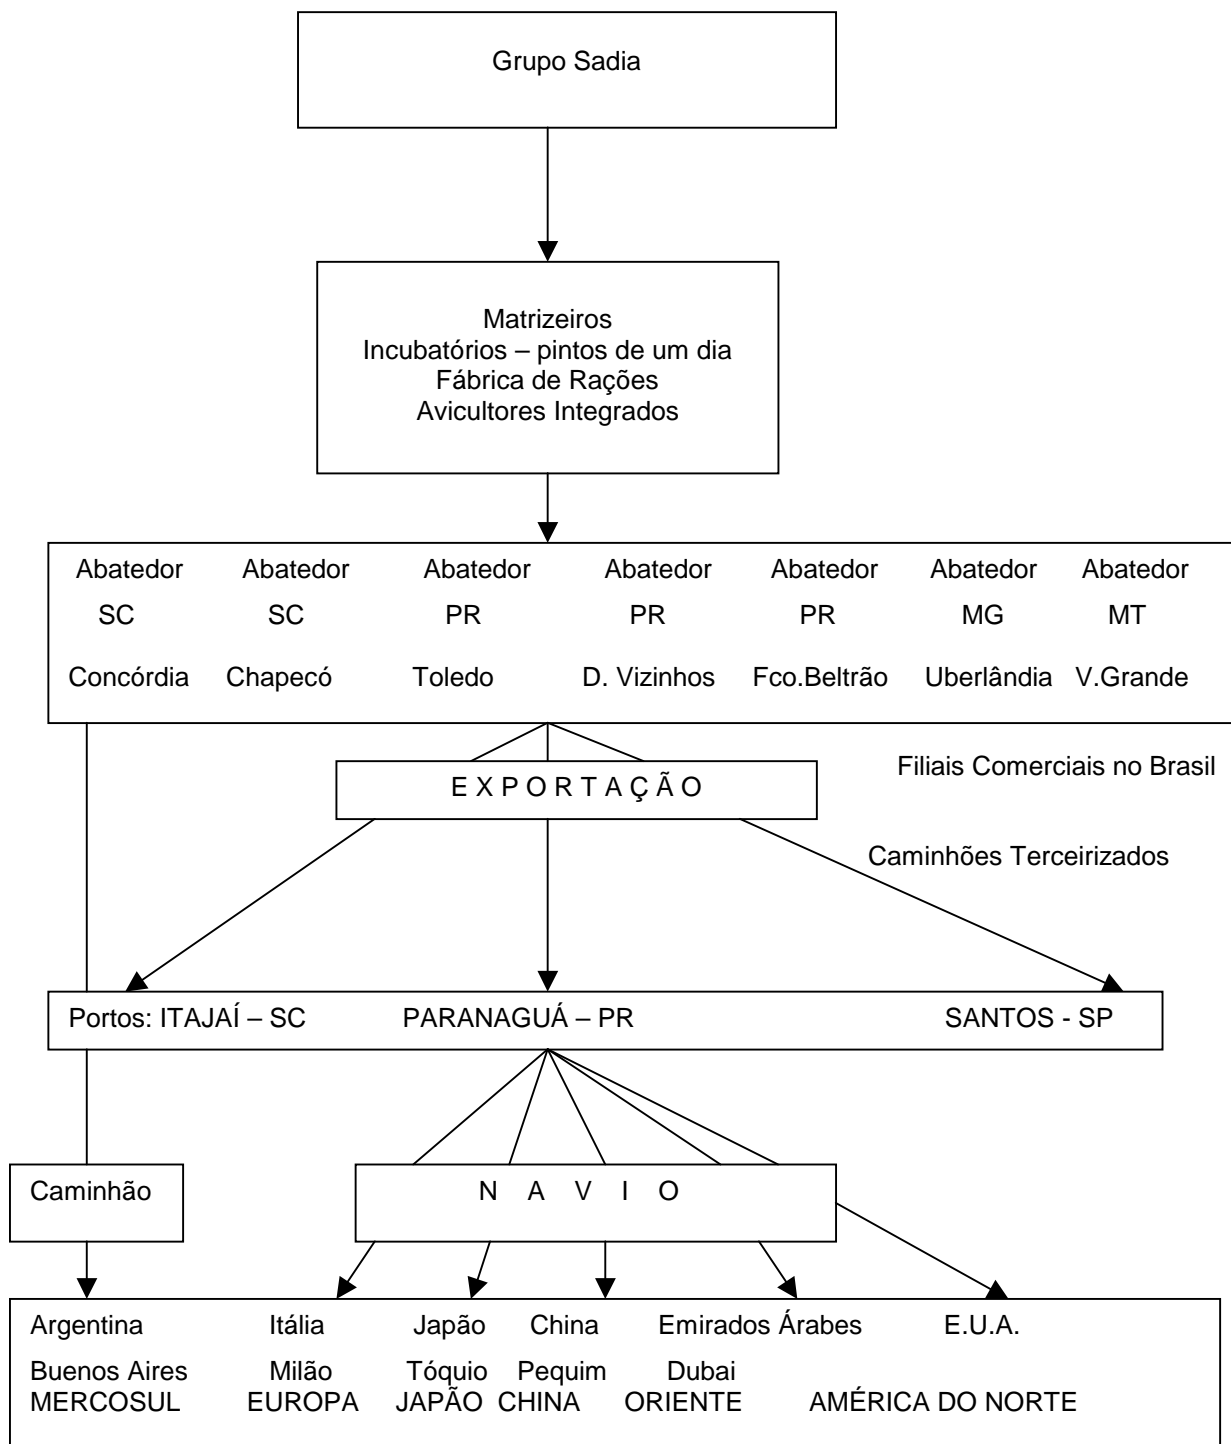 Grupo Sadia
Matrizeiros
Incubatórios – pintos de um dia
Fábrica de Rações
Avicultores Integrados
Abatedor Abatedor Abatedor Abatedor Abatedor Abatedor Abatedor
SC SC PR PR PR MG MT
Concórdia Chapecó Toledo D. Vizinhos Fco.Beltrão Uberlândia V.Grande
Filiais Comerciais no Brasil
E X P O R T A Ç Ã O
Caminhões Terceirizados
Portos: ITAJAÍ – SC PARANAGUÁ – PR SANTOS - SP
Caminhão N A V I O
Argentina Itália Japão China Emirados Árabes E.U.A.
Buenos Aires Milão Tóquio Pequim Dubai
MERCOSUL EUROPA JAPÃO CHINA ORIENTE AMÉRICA DO NORTE